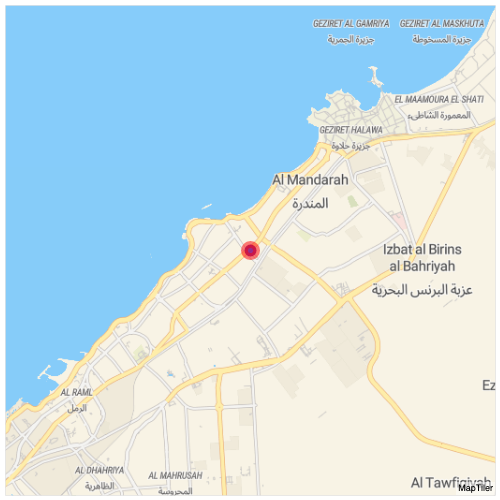 GEZIRET AL GAMRIYA
جزيرة الجمرية
GEZIRET AL MASKHUTA
جزيرة المسخوطة
EL MAAMOURA EL SHATI
المعمورة الشاطىء
GEZIRET HALAWA
جزيرة حلاوة
Al Mandarah
المندرة
Izbat al Birins
al Bahriyah
عزبة البرنس البحرية
Ez
AL RAML
الرمل
AL DHAHRIYA
الظاهرية
AL MAHRUSAH
المحروسة
Al Tawfiqiyah
MapTiler